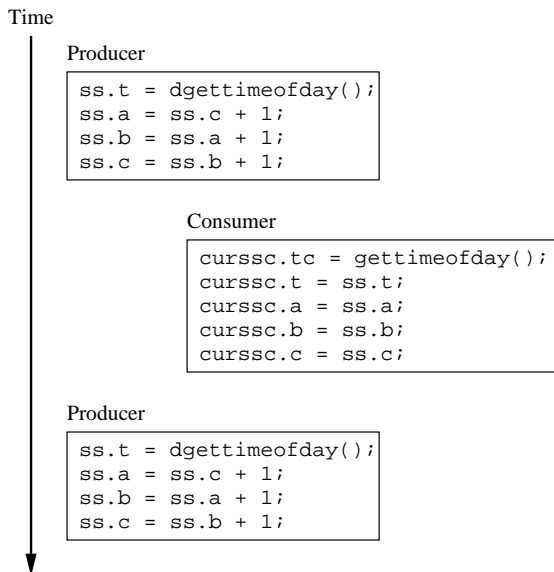 Time
Producer
ss.t = dgettimeofday();
ss.a = ss.c + 1;
ss.b = ss.a + 1;
ss.c = ss.b + 1;
Consumer
curssc.tc = gettimeofday();
curssc.t = ss.t;
curssc.a = ss.a;
curssc.b = ss.b;
curssc.c = ss.c;
Producer
ss.t = dgettimeofday();
ss.a = ss.c + 1;
ss.b = ss.a + 1;
ss.c = ss.b + 1;